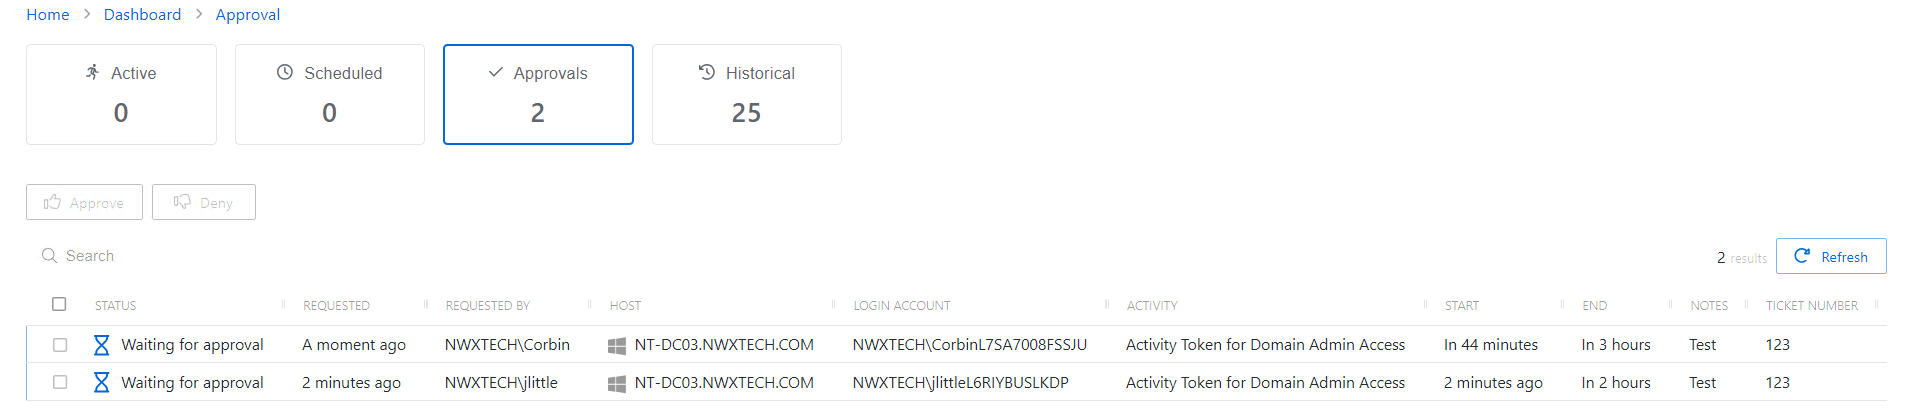 Home > Dashboard > Approval
Active Scheduled Approvals Historical
0 0 2 25
Approve Deny
Search 2 results Refresh
STATUS REQUESTED REQUESTED BY HOST LOGIN ACCOUNT ACTIVITY START END NOTES TICKET NUMBER
Waiting for approval A moment ago NWXTECH\Corbin NT-DC03.NWXTECH.COM NWXTECH\CorbinL7SA7008FSSJU Activity Token for Domain Admin Access In 44 minutes In 3 hours Test 123
Waiting for approval 2 minutes ago NWXTECH\jlittle NT-DC03.NWXTECH.COM NWXTECH\jlittleL6RIYBUSLKDP Activity Token for Domain Admin Access 2 minutes ago In 2 hours Test 123